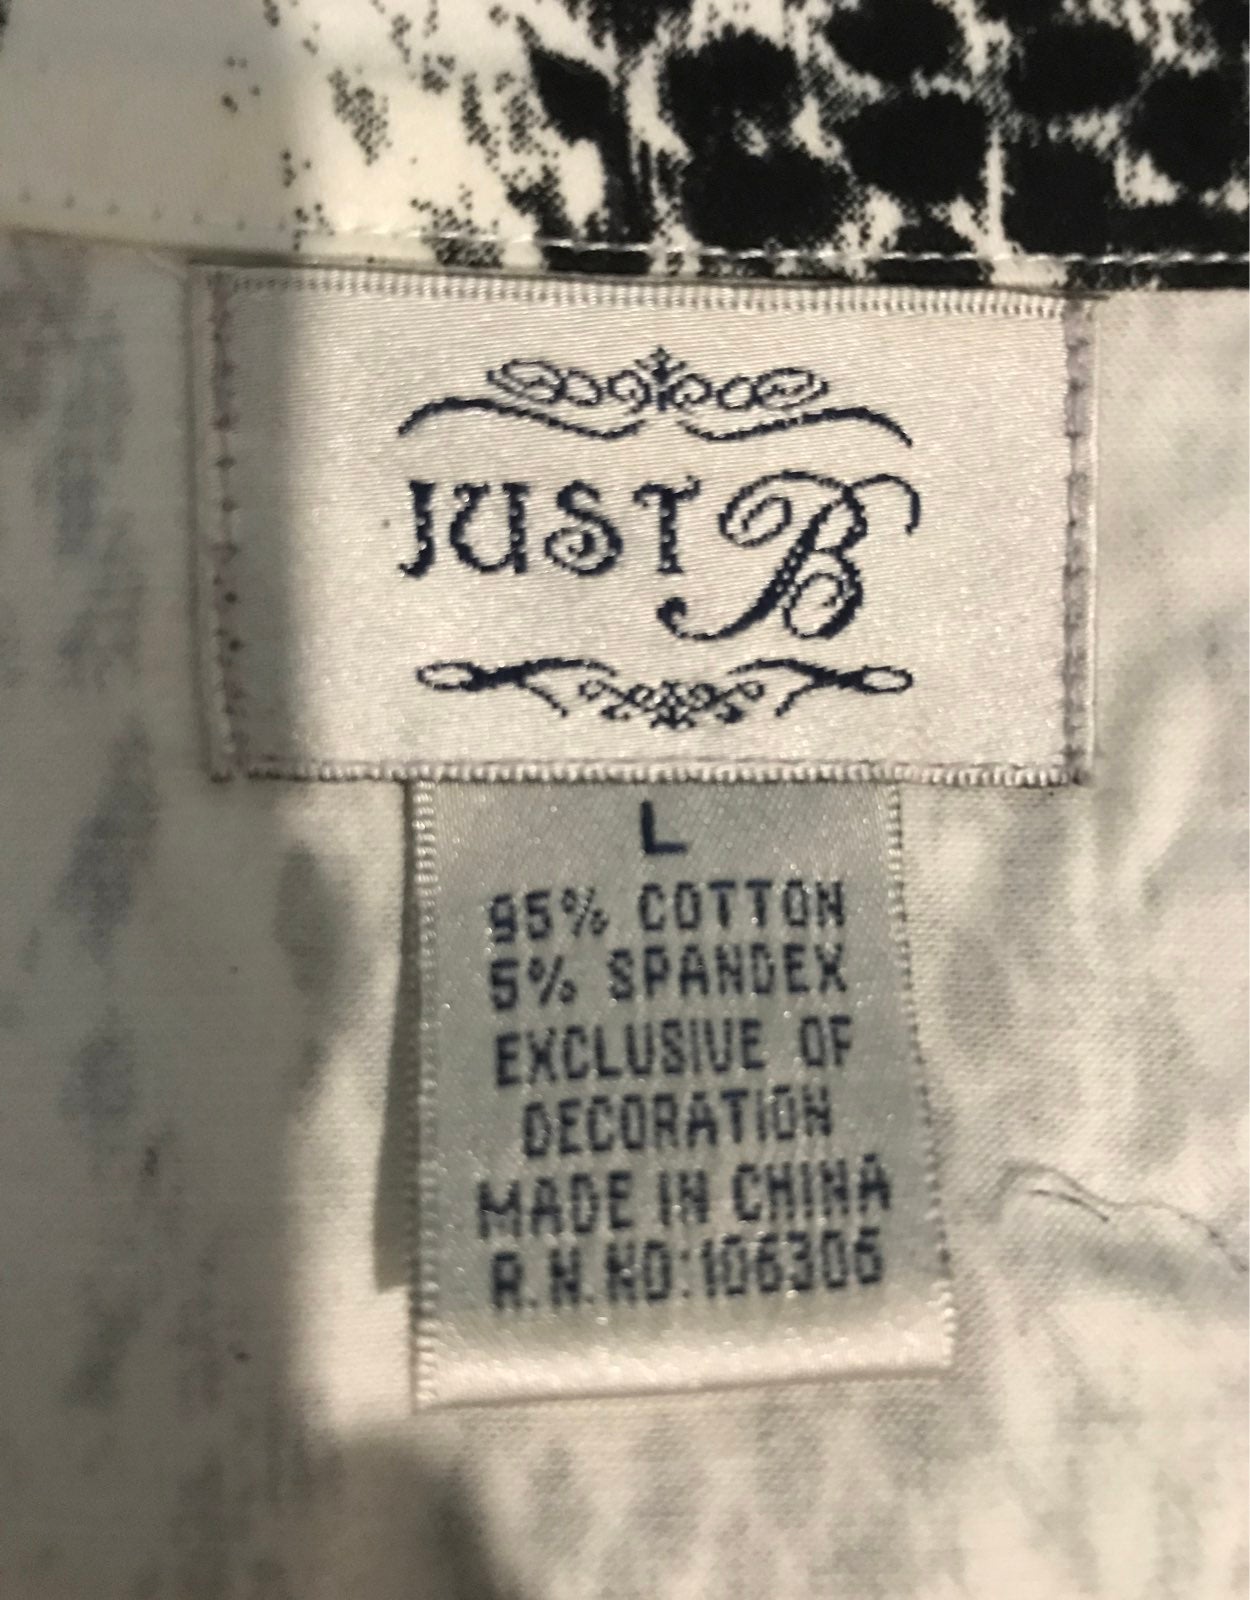 JUST B
L
95% COTTON
5% SPANDEX
EXCLUSIVE OF
DECORATION
MADE IN CHINA
R.N.NO:106306